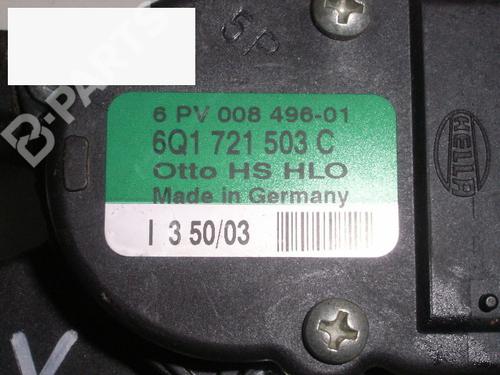 5P
6 PV 008 496-01
6Q1 721 503 C
Otto HS HLO
Made in Germany
I 3 50/03
HELLA
B-PARTS